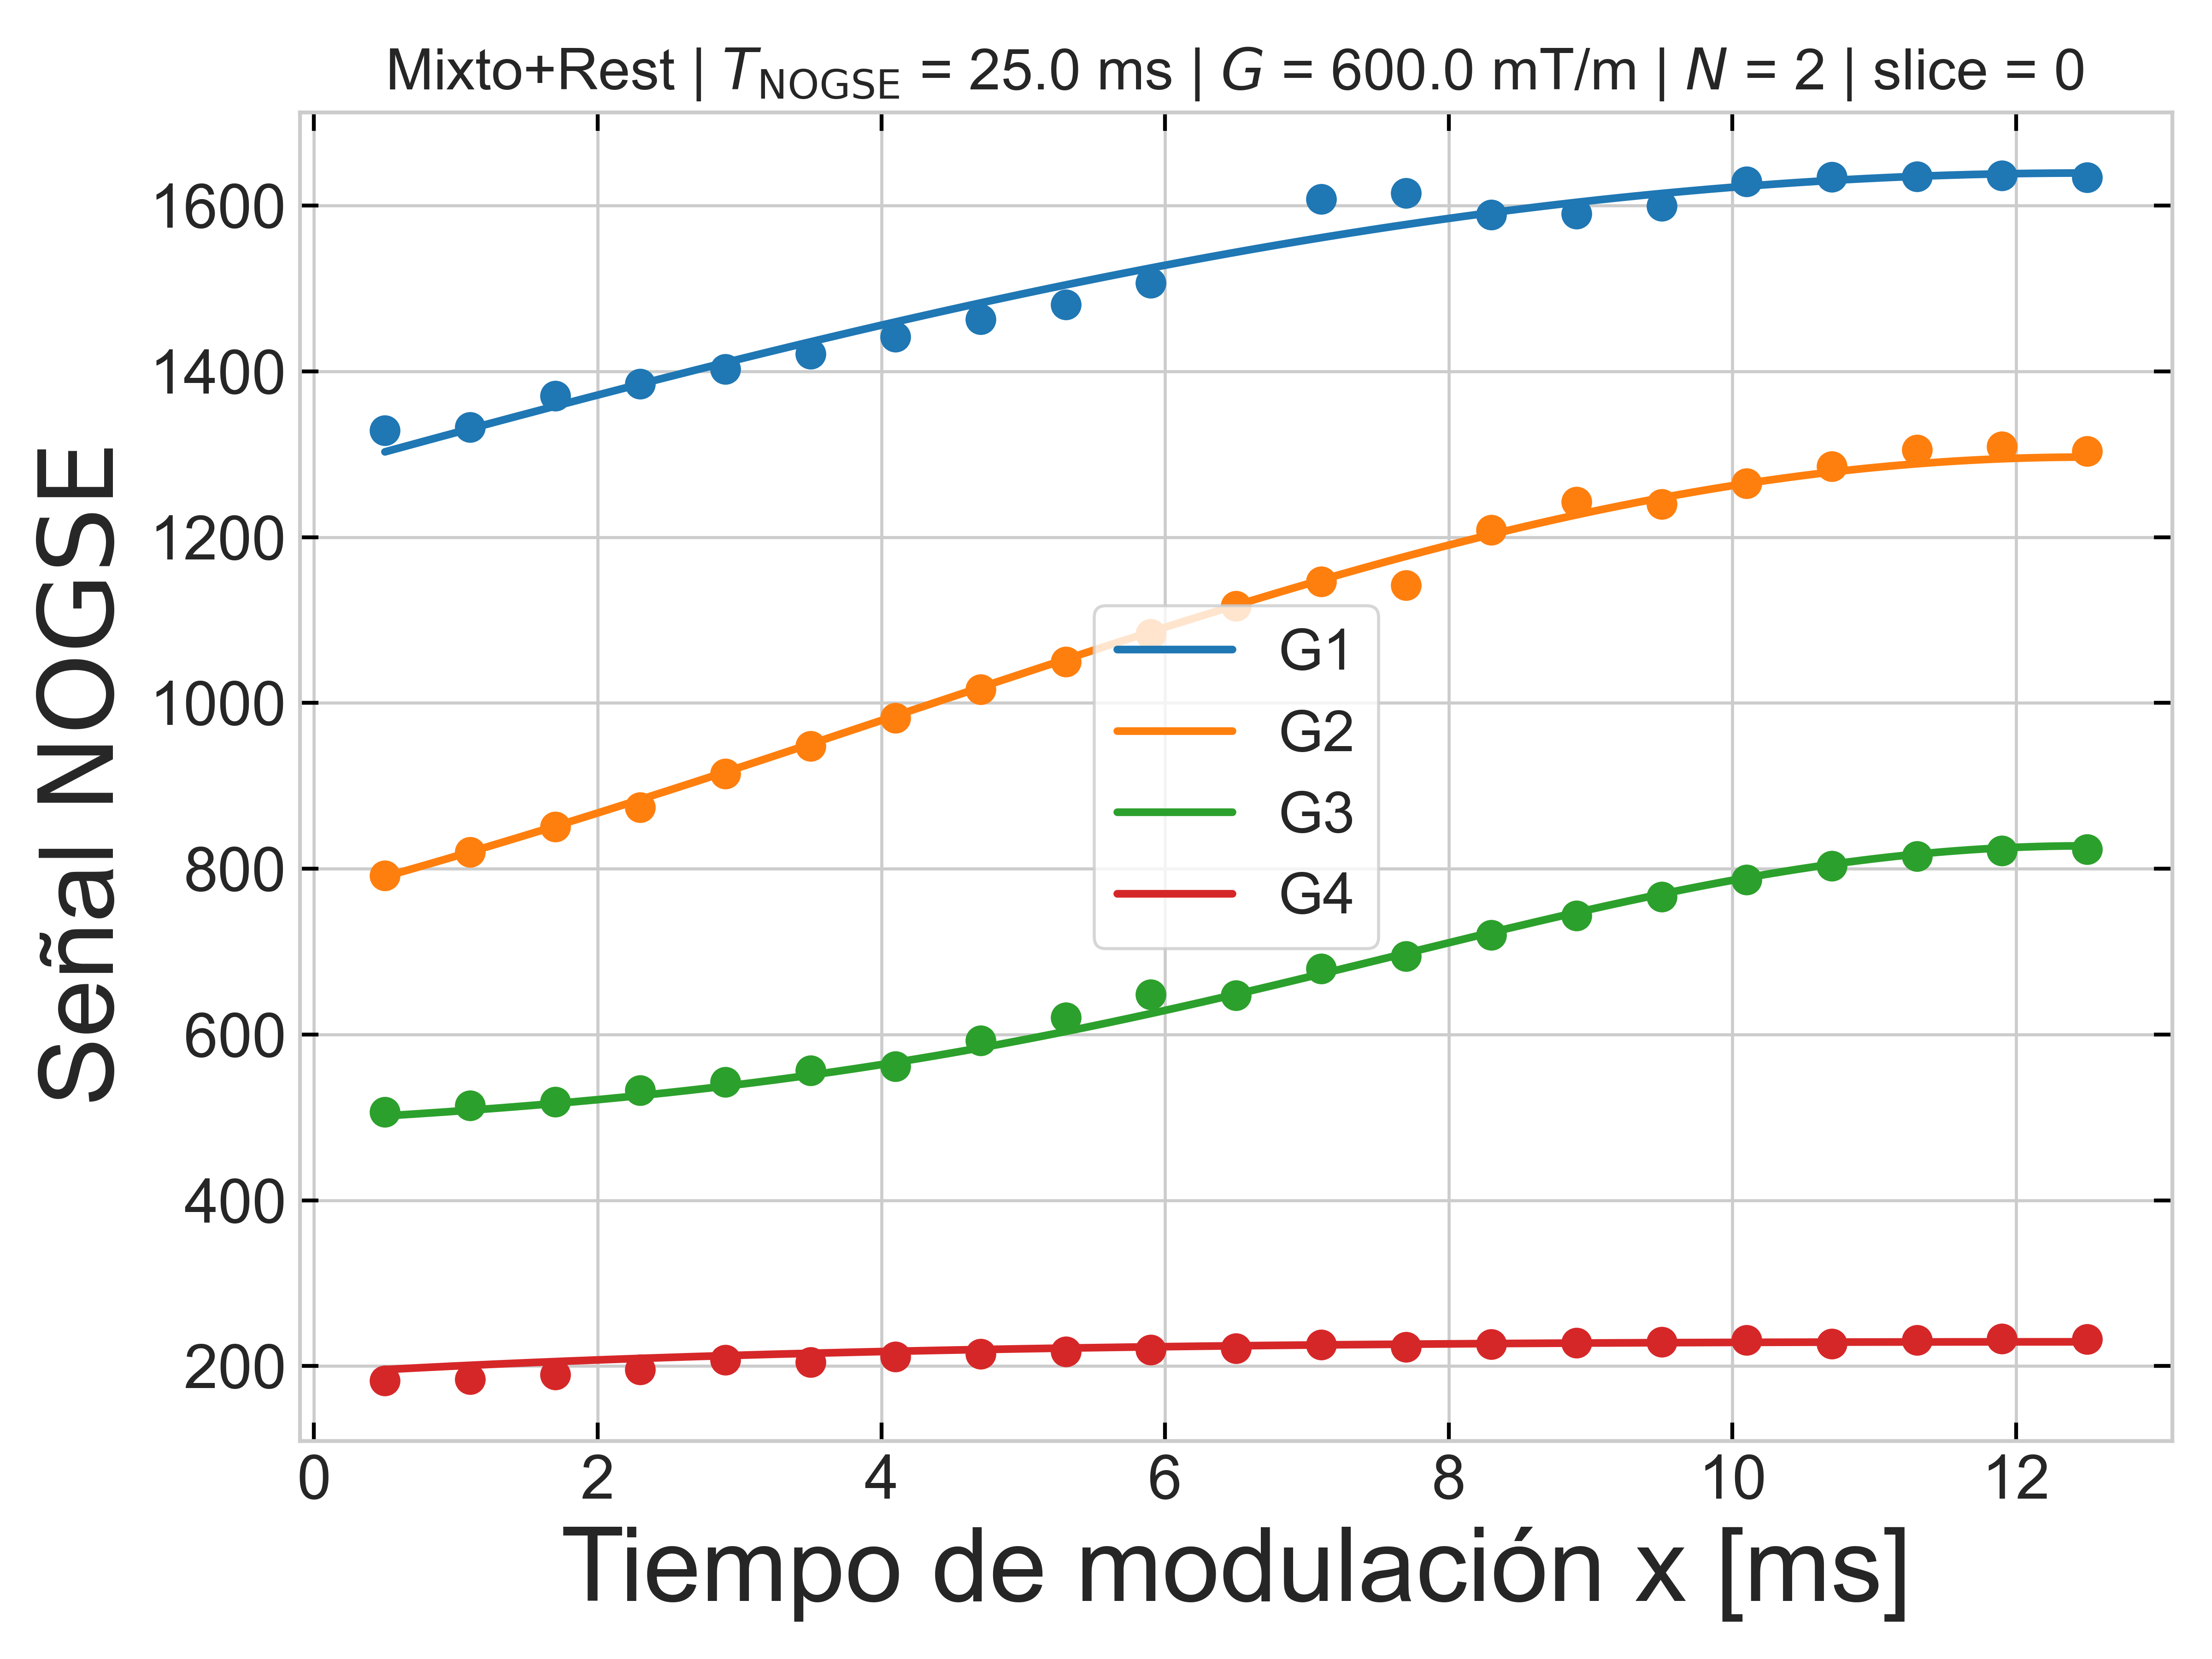 Mixto+Rest | T_NOGSE = 25.0 ms | G = 600.0 mT/m | N = 2 | slice = 0
Señal NOGSE
1600
1400
1200
1000
800
600
400
200
G1
G2
G3
G4
0 2 4 6 8 10 12
Tiempo de modulación x [ms]